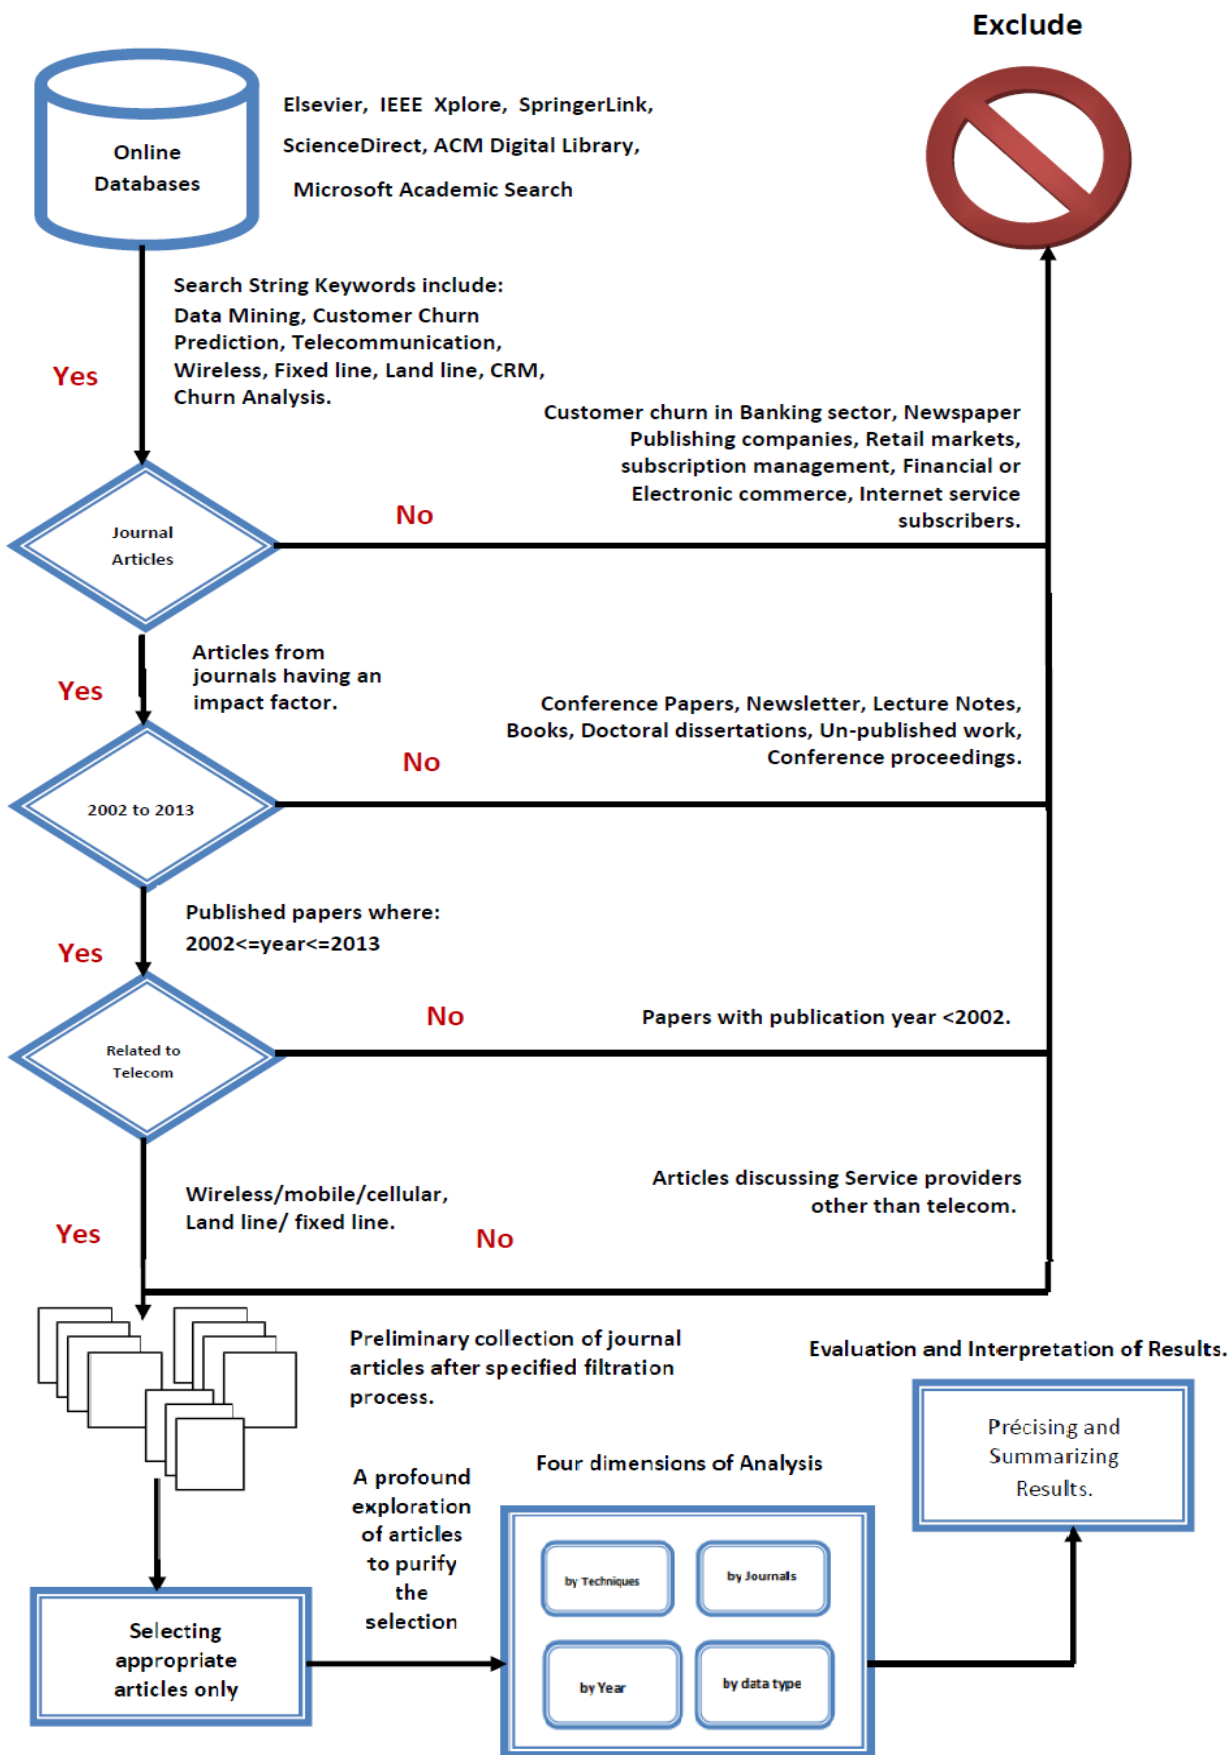 Exclude
Online
Databases
Elsevier, IEEE Xplore, SpringerLink,
ScienceDirect, ACM Digital Library,
Microsoft Academic Search
Search String Keywords include:
Data Mining, Customer Churn
Prediction, Telecommunication,
Wireless, Fixed line, Land line, CRM,
Churn Analysis.
Yes
Customer churn in Banking sector, Newspaper
Publishing companies, Retail markets,
subscription management, Financial or
Electronic commerce, Internet service
subscribers.
No
Journal
Articles
Articles from
journals having an
impact factor.
Yes
Conference Papers, Newsletter, Lecture Notes,
Books, Doctoral dissertations, Un-published work,
Conference proceedings.
No
2002 to 2013
Published papers where:
2002<=year<=2013
Yes
No
Papers with publication year <2002.
Related to
Telecom
Wireless/mobile/cellular,
Land line/ fixed line.
Yes
Articles discussing Service providers
other than telecom.
No
Preliminary collection of journal
articles after specified filtration
process.
Evaluation and Interpretation of Results.
Précising and
Summarizing
Results.
A profound
exploration
of articles
to purify
the
selection
Four dimensions of Analysis
by Techniques
by Journals
by Year
by data type
Selecting
appropriate
articles only